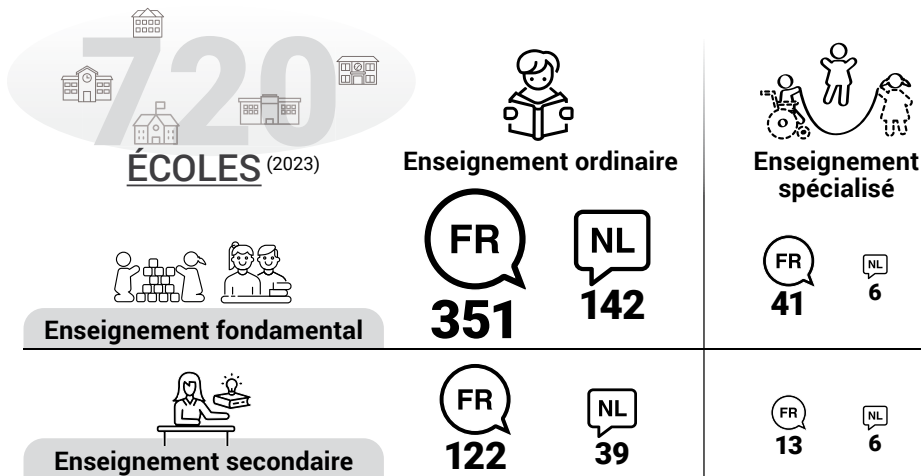 720
ÉCOLES (2023)
Enseignement ordinaire
Enseignement
spécialisé
FR
NL
FR
NL
351
142
41
6
Enseignement fondamental
FR
NL
FR
NL
122
39
13
6
Enseignement secondaire